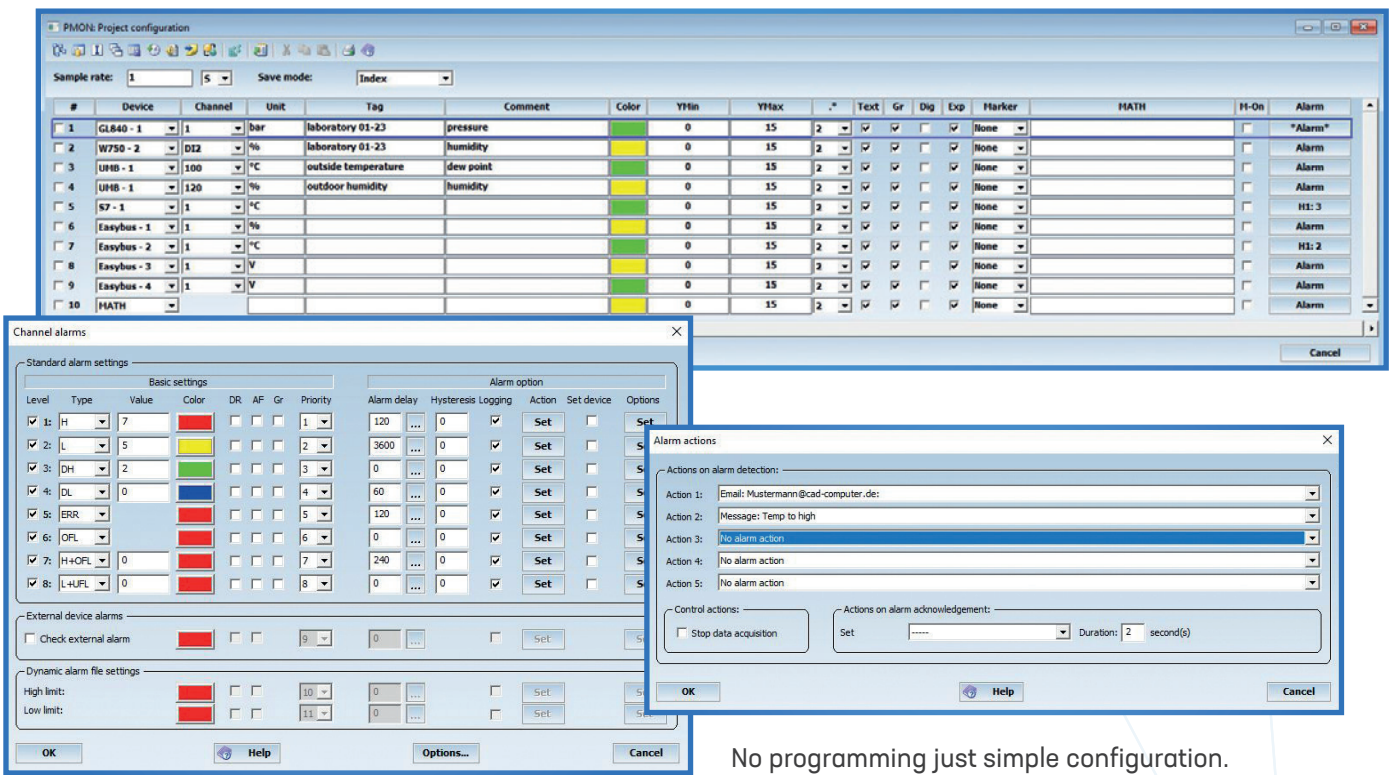 PMON: Project configuration
Sample rate: 1 S Save mode: Index
# Device Channel Unit Tag Comment Color YMin YMax .* Text Gr Dig Exp Marker MATH M-On Alarm
1 GL840 - 1 1 bar laboratory 01-23 pressure 0 15 2 None *Alarm*
2 W750 - 2 DI2 % laboratory 01-23 humidity 0 15 2 None Alarm
3 UMB - 1 100 °C outside temperature dew point 0 15 2 None Alarm
4 UMB - 1 120 % outdoor humidity humidity 0 15 2 None Alarm
5 S7 - 1 1 °C 0 15 2 None H1: 3
6 Easybus - 1 1 % 0 15 2 None Alarm
7 Easybus - 2 1 °C 0 15 2 None H1: 2
8 Easybus - 3 1 V 0 15 2 None Alarm
9 Easybus - 4 1 V 0 15 2 None Alarm
10 MATH 0 15 2 None Alarm
Cancel
Channel alarms
Standard alarm settings
Basic settings Alarm option
Level Type Value Color DR AF Gr Priority Alarm delay Hysteresis Logging Action Set device Options
1: H 7 1 120 ... 0 Set Set
2: L 5 2 3600 ... 0 Set
3: DH 2 3 0 ... 0 Set
4: DL 0 4 60 ... 0 Set
5: ERR 5 120 ... 0 Set
6: OFL 6 0 ... 0 Set
7: H+OFL 0 7 240 ... 0 Set
8: L+UFL 0 8 0 ... 0 Set
External device alarms
Check external alarm 9 0 ... Set
Dynamic alarm file settings
High limit: 10 0 ... Set
Low limit: 11 0 ... Set
OK Help Options... Cancel
Alarm actions
Actions on alarm detection:
Action 1: Email: Mustermann@cad-computer.de:
Action 2: Message: Temp to high
Action 3: No alarm action
Action 4: No alarm action
Action 5: No alarm action
Control actions: Actions on alarm acknowledgement:
Stop data acquisition Set ----- Duration: 2 second(s)
OK Help Cancel
No programming just simple configuration.